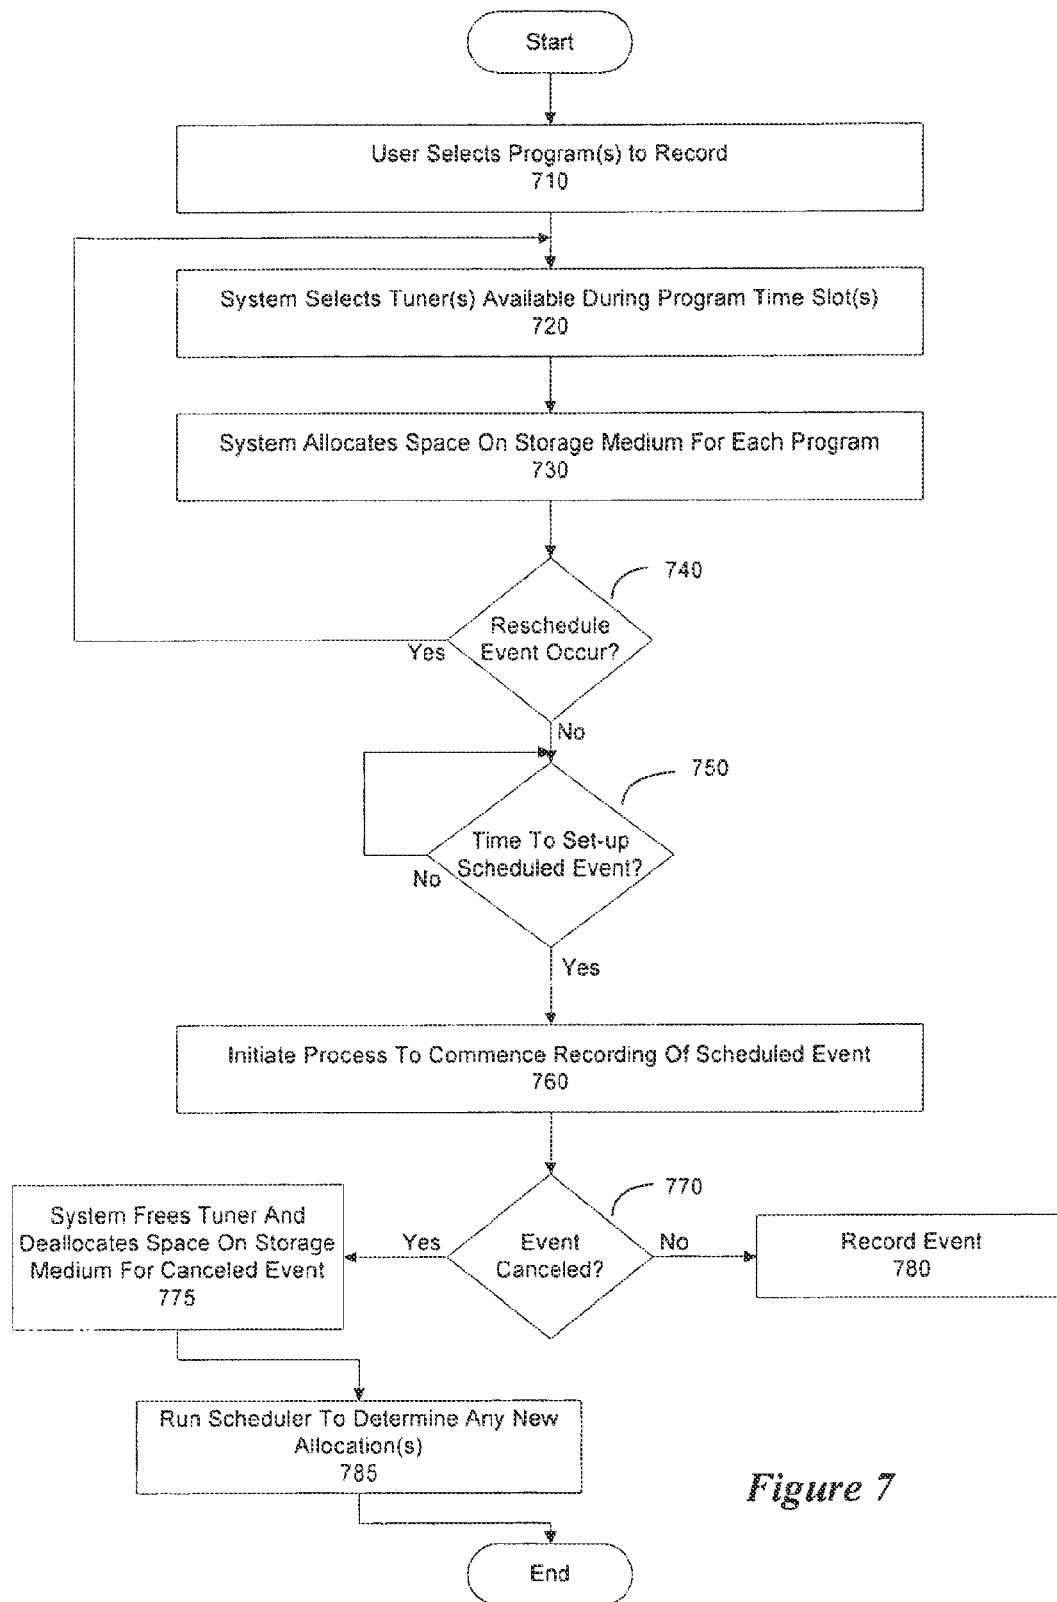 Start
User Selects Program(s) to Record
710
System Selects Tuner(s) Available During Program Time Slot(s)
720
System Allocates Space On Storage Medium For Each Program
730
740
Reschedule
Event Occur?
Yes
No
750
Time To Set-up
Scheduled Event?
No
Yes
Initiate Process To Commence Recording Of Scheduled Event
760
770
Event
Canceled?
Yes
No
System Frees Tuner And
Deallocates Space On Storage
Medium For Canceled Event
775
Record Event
780
Run Scheduler To Determine Any New
Allocation(s)
785
End
Figure 7